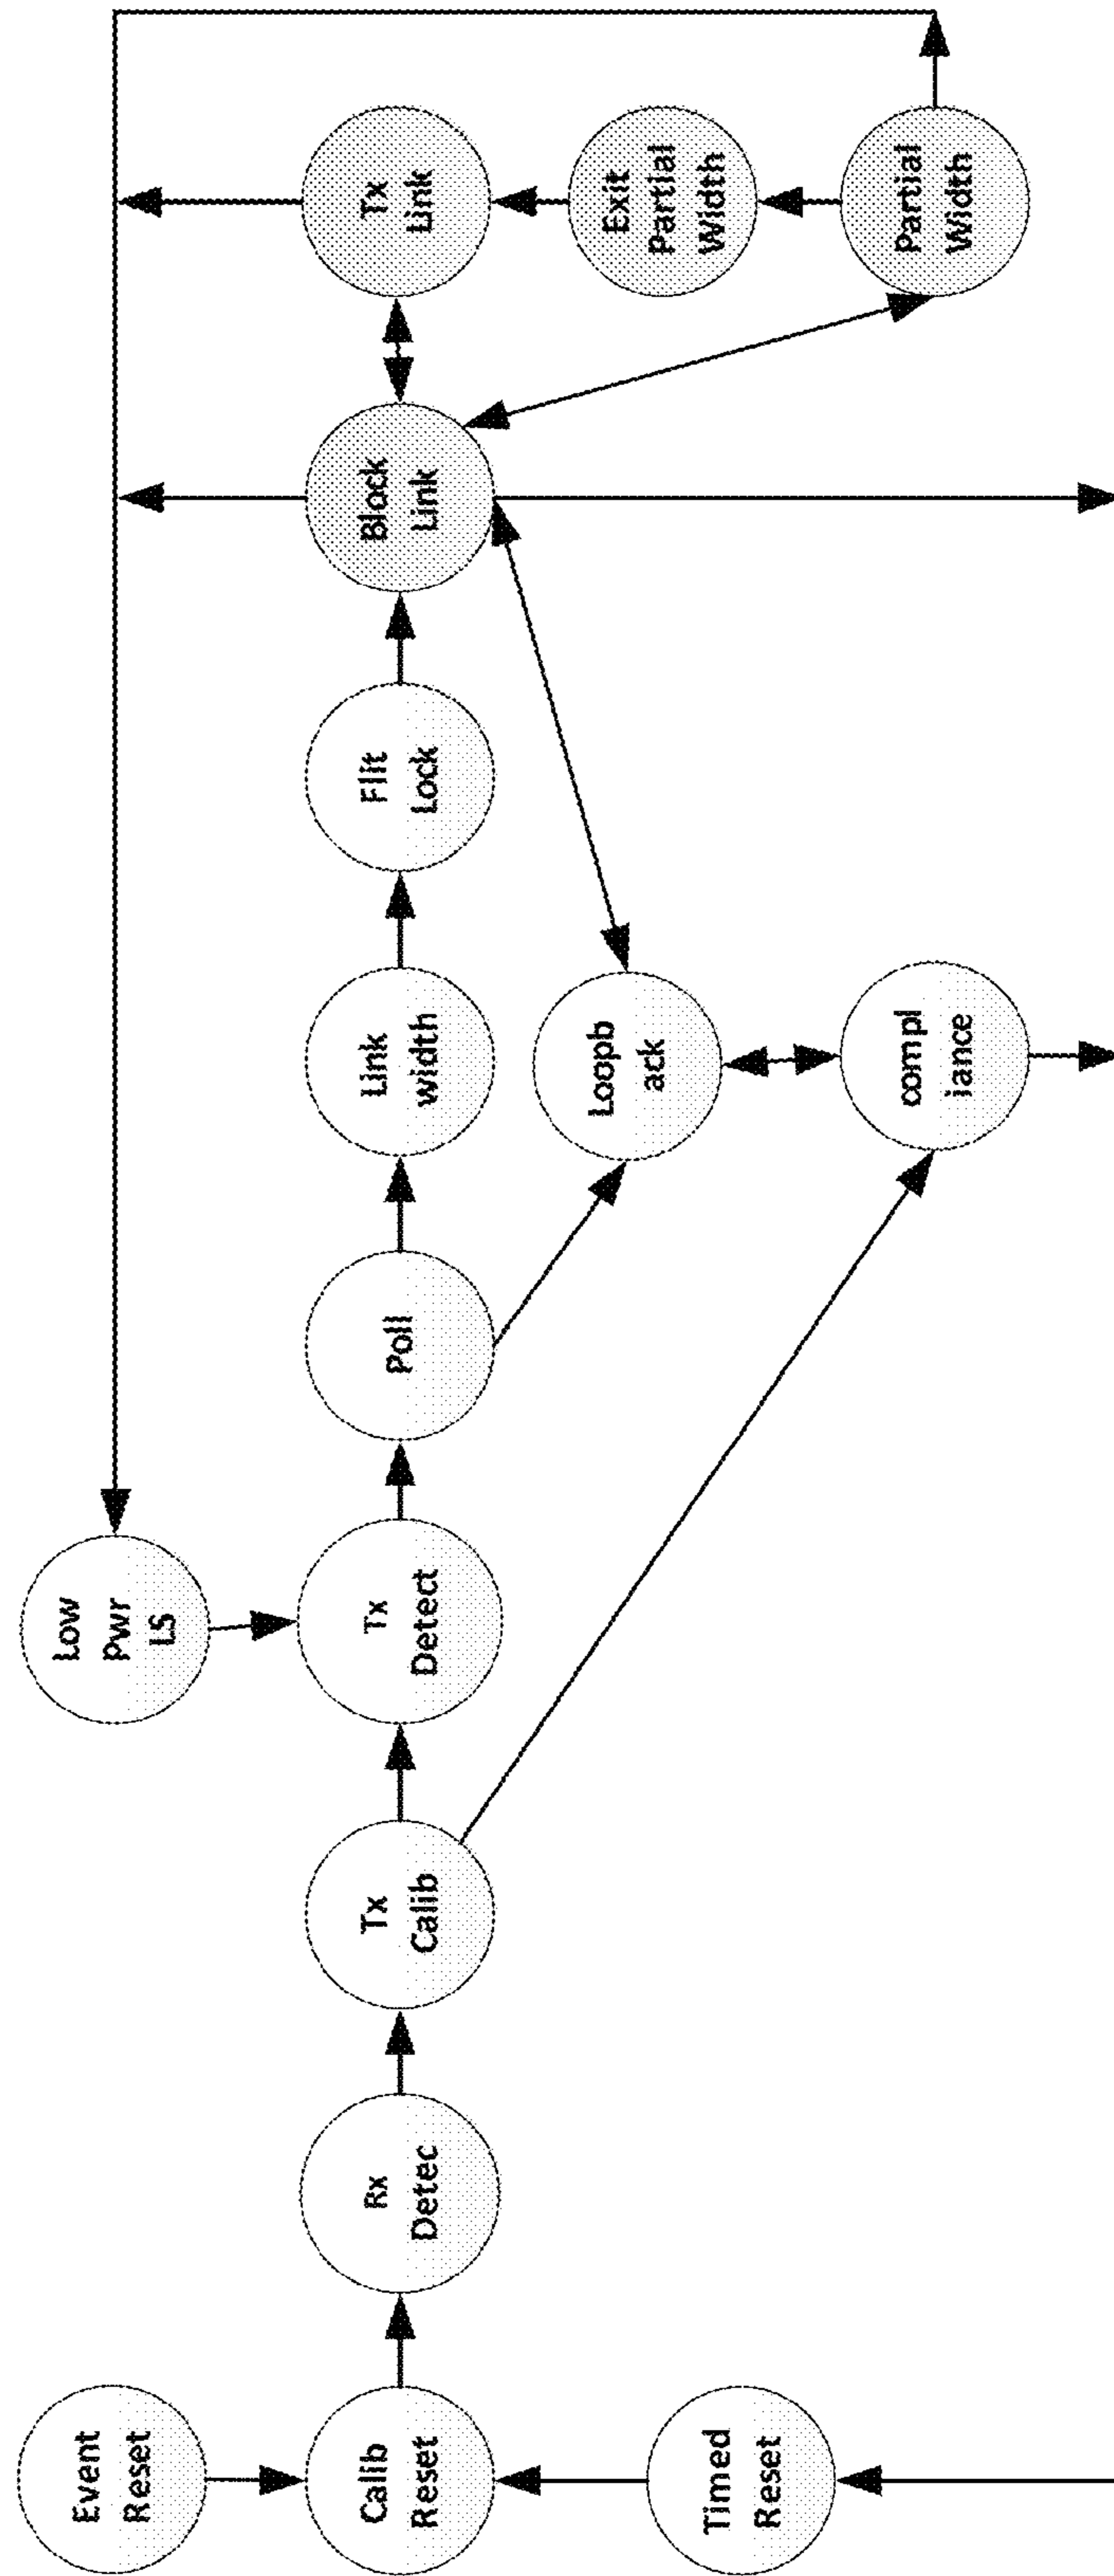 Event
Reset
Calib
Reset
Timed
Reset
Rx
Detec
Tx
Calib
Low
pwr
LS
Tx
Detect
Poll
Link
width
Flit
Lock
Loopb
ack
compl
iance
Block
Link
Tx
Link
Exit
Partial
Width
Partial
Width